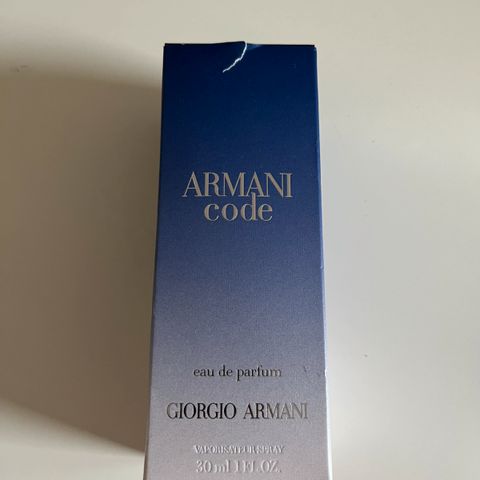 ARMANI
code
eau de parfum
GIORGIO ARMANI
VAPORISATEUR SPRAY
30 ml 1 FL.OZ.